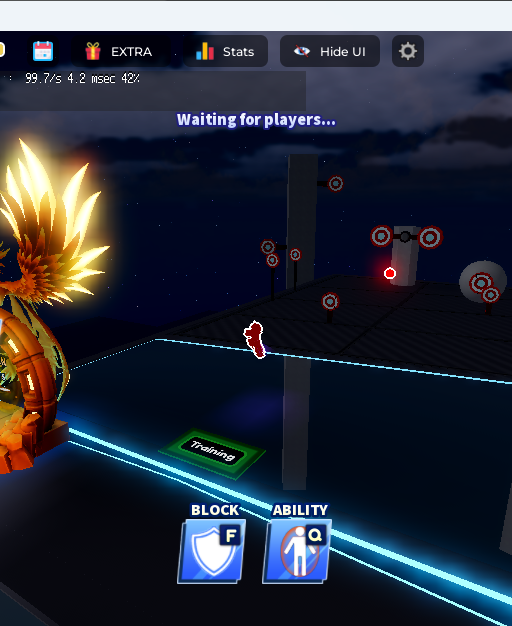 EXTRA
Stats
Hide UI
: 99.7/s 4.2 msec 42%
Waiting for players...
Training
BLOCK
ABILITY
F
Q